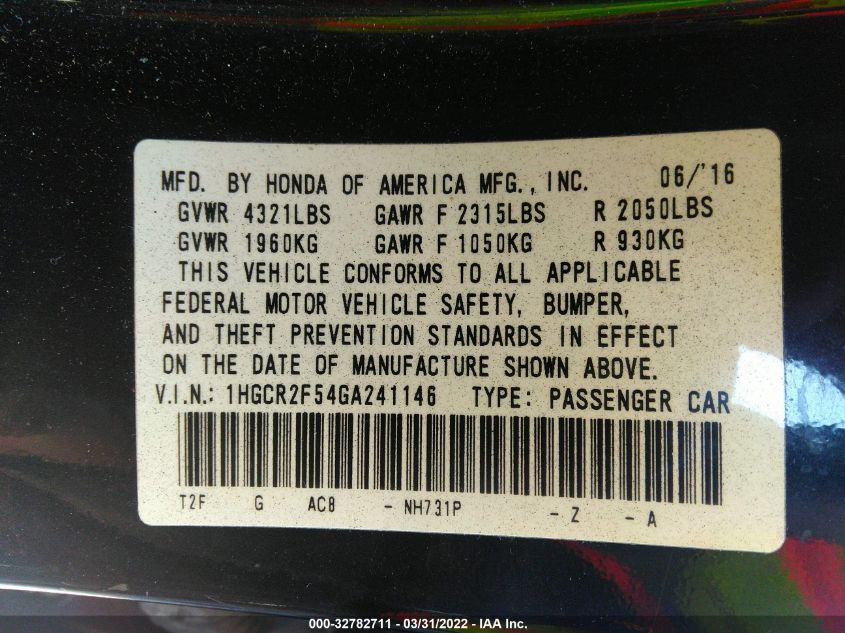 MFD. BY HONDA OF AMERICA MFG., INC. 06/'16
GVWR 4321LBS GAWR F 2315LBS R 2050LBS
GVWR 1960KG GAWR F 1050KG R 930KG
THIS VEHICLE CONFORMS TO ALL APPLICABLE
FEDERAL MOTOR VEHICLE SAFETY, BUMPER,
AND THEFT PREVENTION STANDARDS IN EFFECT
ON THE DATE OF MANUFACTURE SHOWN ABOVE.
V.I.N.: 1HGCR2F54GA241146 TYPE: PASSENGER CAR
T2F G AC8 - NH731P - Z - A
000-32782711 - 03/31/2022 - IAA Inc.